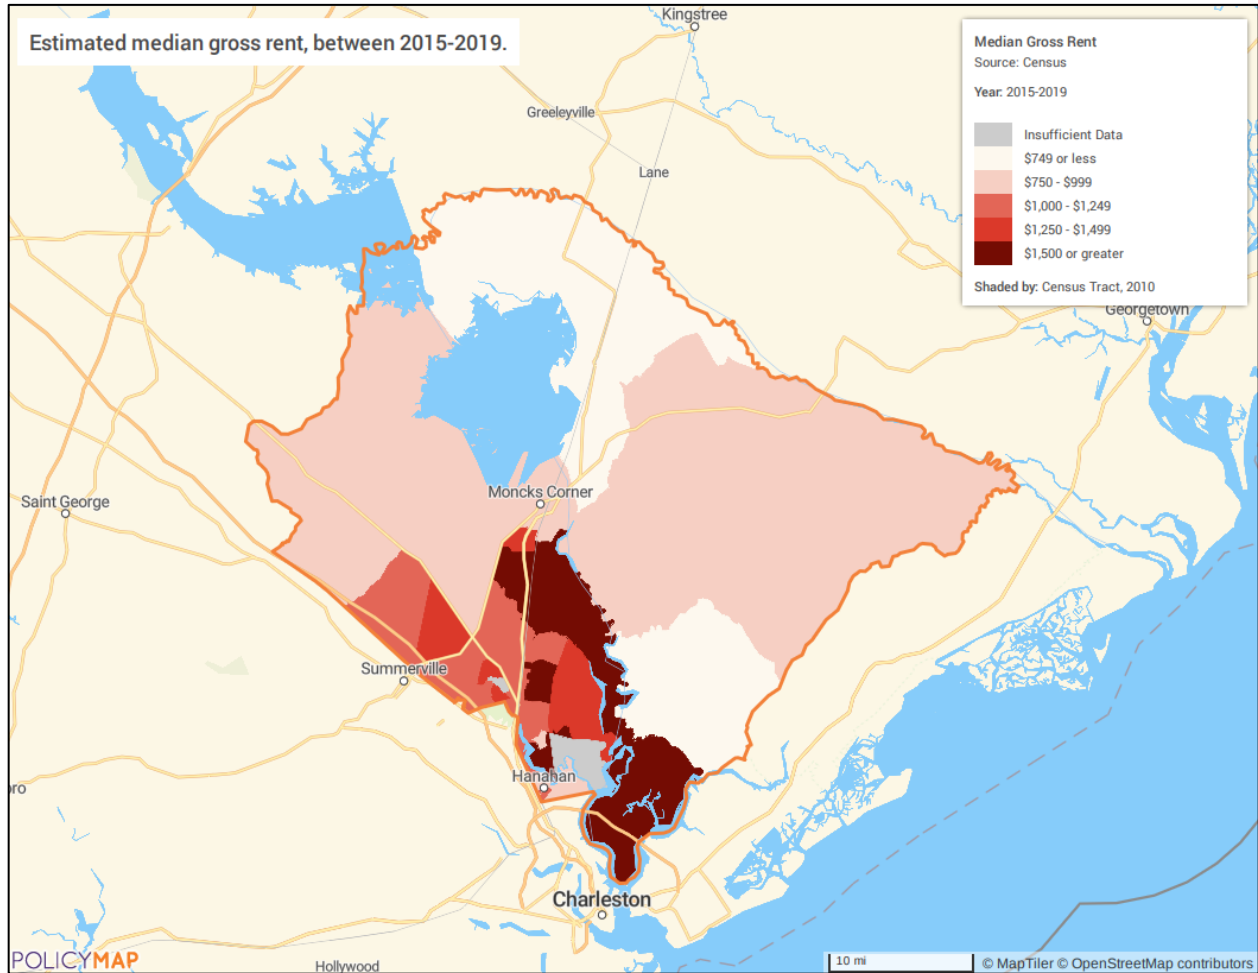 Estimated median gross rent, between 2015-2019.
Kingstree
Median Gross Rent
Source: Census
Year: 2015-2019
Insufficient Data
$749 or less
$750 - $999
$1,000 - $1,249
$1,250 - $1,499
$1,500 or greater
Shaded by: Census Tract, 2010
Greeleyville
Lane
Georgetown
Moncks Corner
Saint George
Summerville
Hanahan
Charleston
Hollywood
POLICYMAP
10 mi
© MapTiler © OpenStreetMap contributors